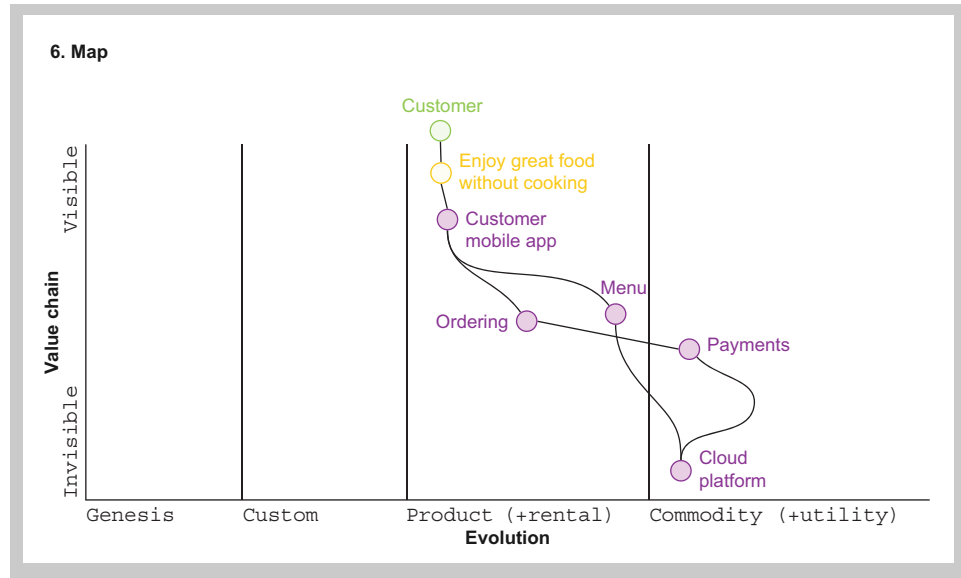 6. Map
Customer
Enjoy great food
without cooking
Customer
mobile app
Menu
Ordering
Payments
Cloud
platform
Value chain
Visible
Invisible
Genesis
Custom
Product (+rental)
Commodity (+utility)
Evolution